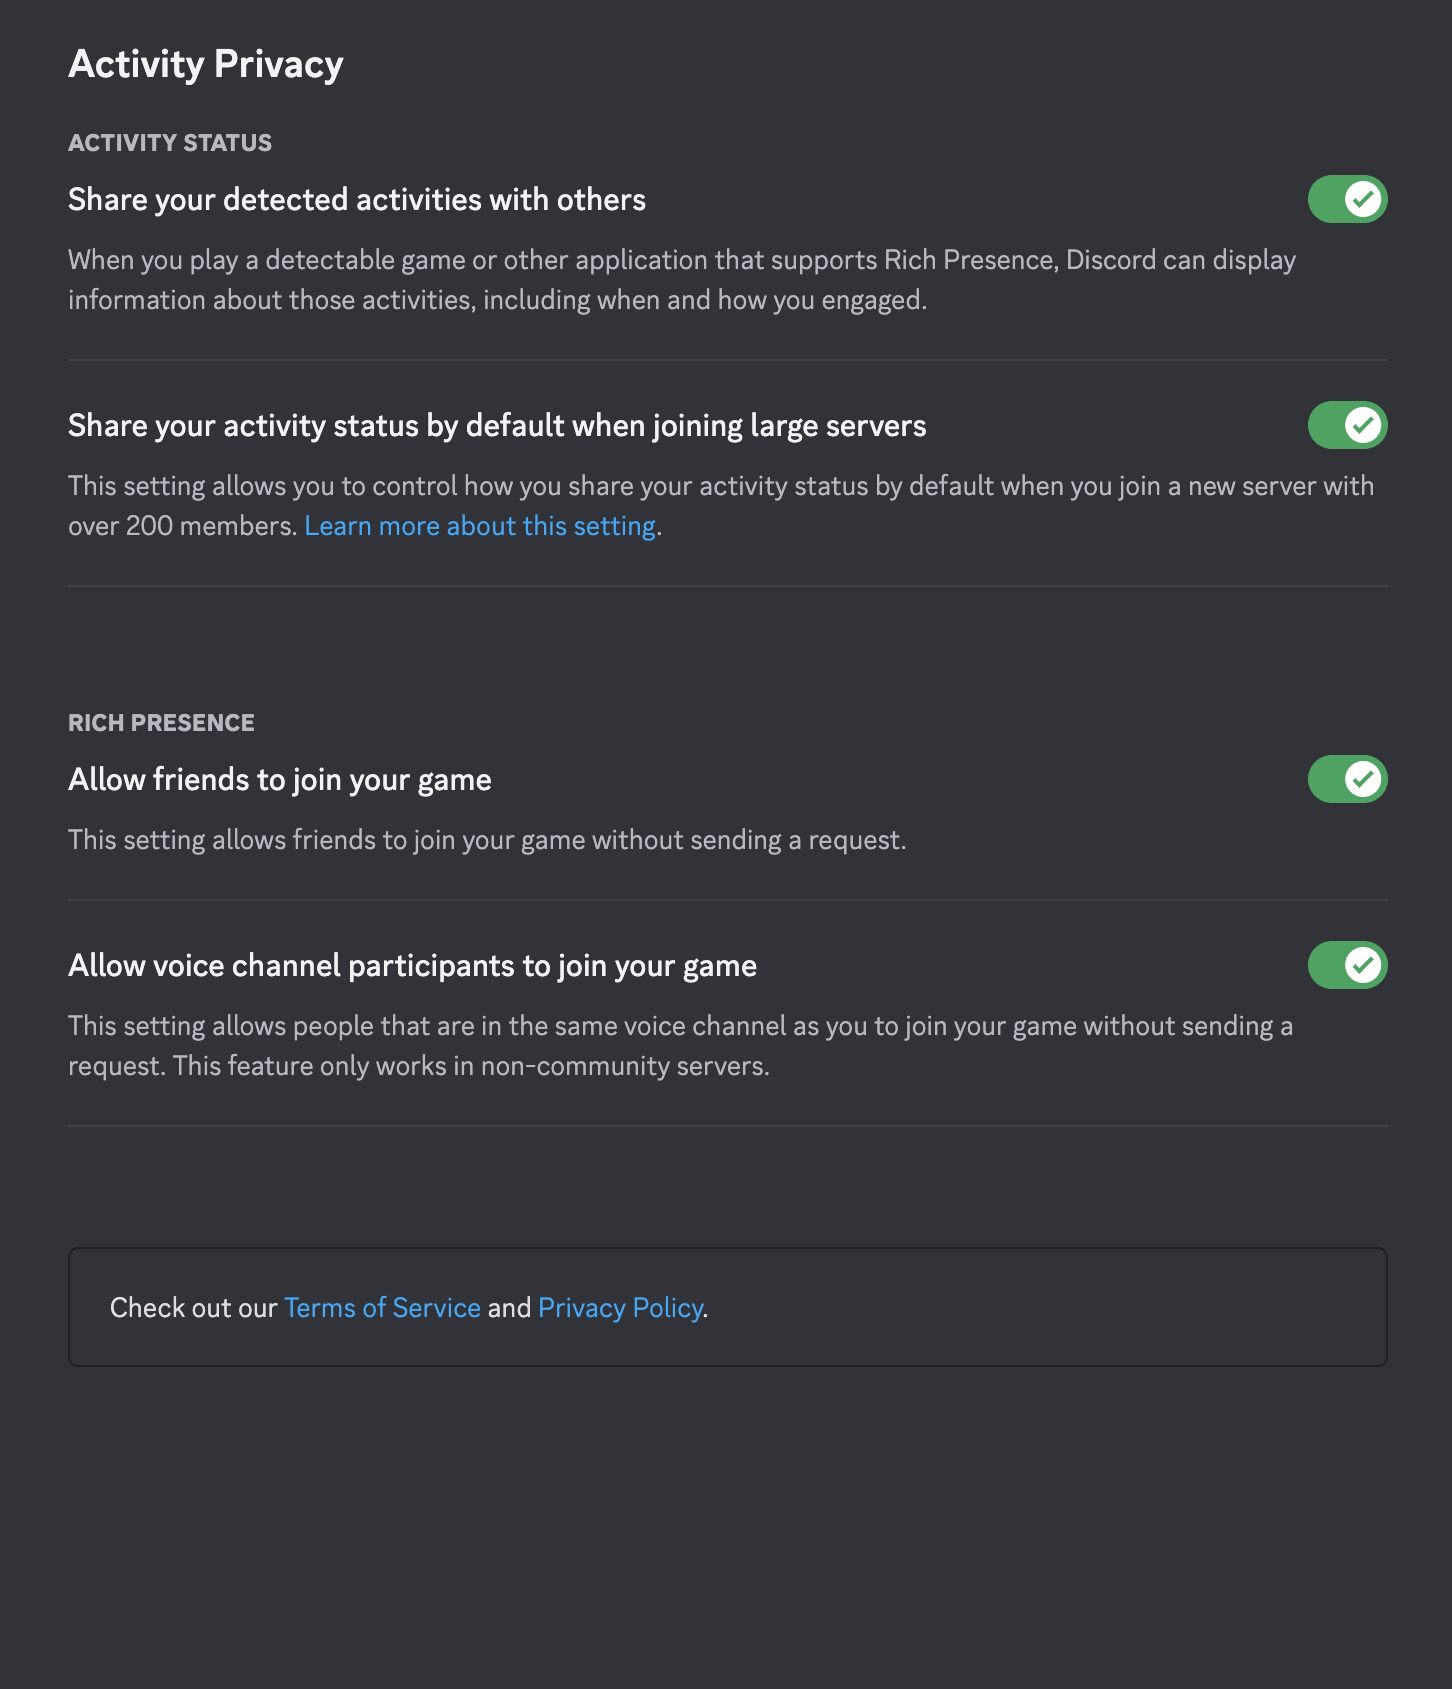 Activity Privacy
ACTIVITY STATUS
Share your detected activities with others
When you play a detectable game or other application that supports Rich Presence, Discord can display
information about those activities, including when and how you engaged.
Share your activity status by default when joining large servers
This setting allows you to control how you share your activity status by default when you join a new server with
over 200 members. Learn more about this setting.
RICH PRESENCE
Allow friends to join your game
This setting allows friends to join your game without sending a request.
Allow voice channel participants to join your game
This setting allows people that are in the same voice channel as you to join your game without sending a
request. This feature only works in non-community servers.
Check out our Terms of Service and Privacy Policy.